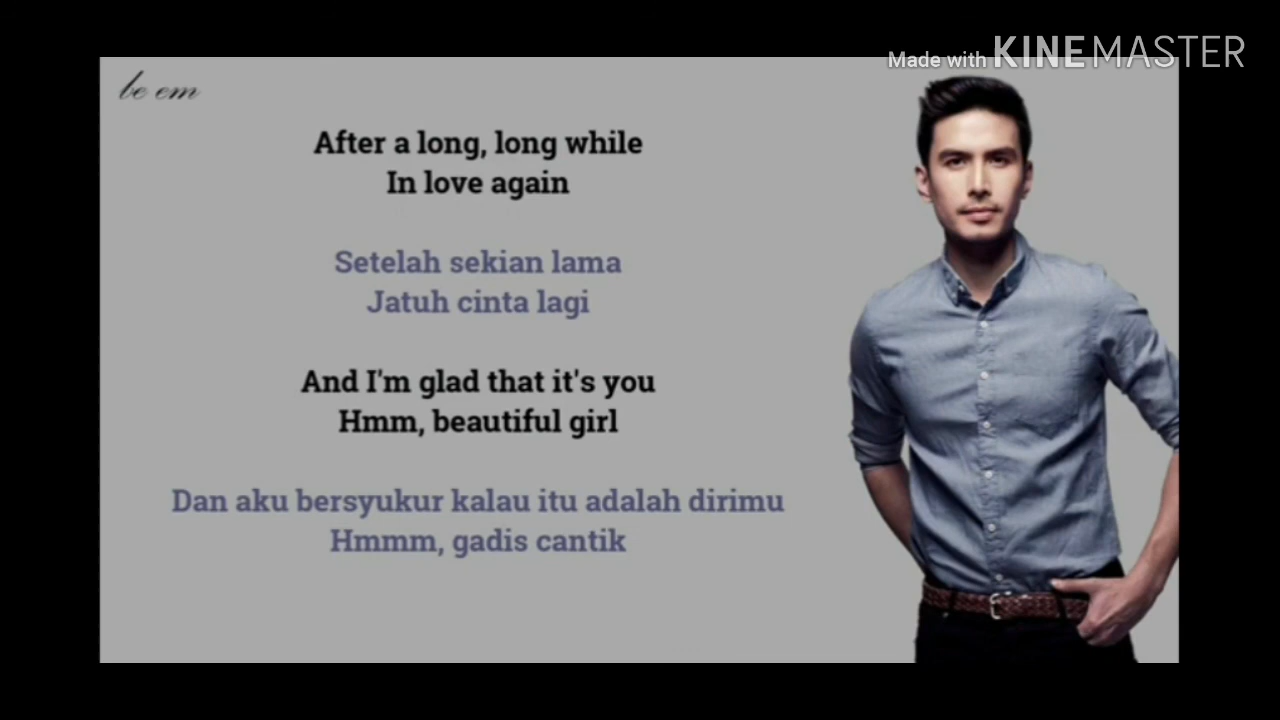 Made with KINEMASTER
be em
After a long, long while
In love again
Setelah sekian lama
Jatuh cinta lagi
And I'm glad that it's you
Hmm, beautiful girl
Dan aku bersyukur kalau itu adalah dirimu
Hmmm, gadis cantik